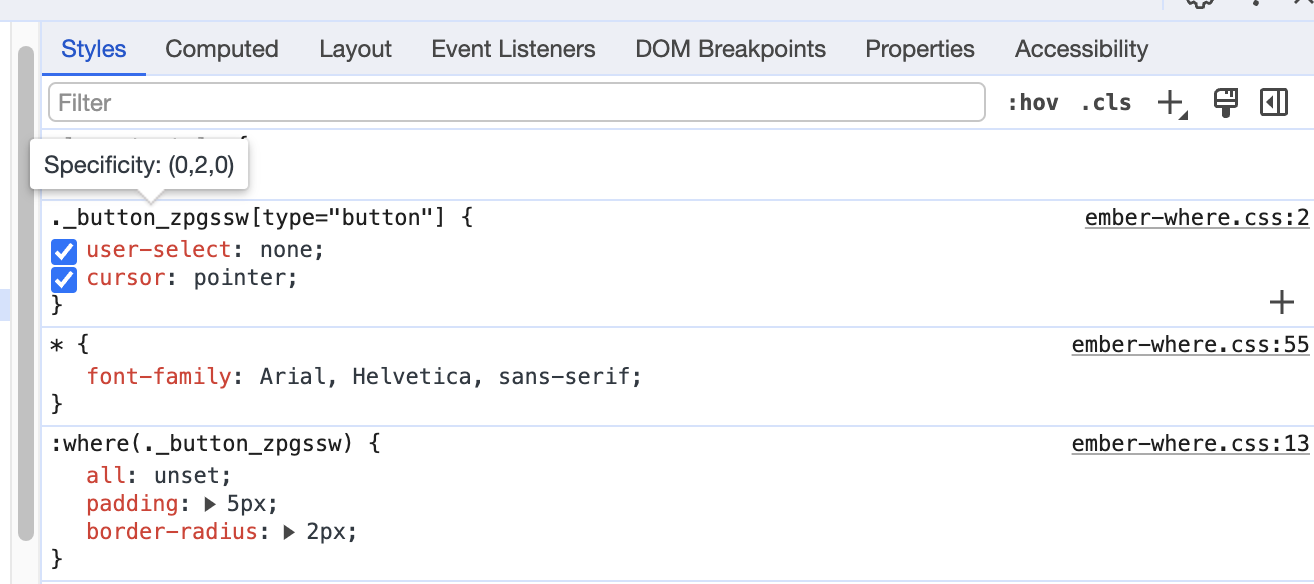 Styles Computed Layout Event Listeners DOM Breakpoints Properties Accessibility
Filter :hov .cls
Specificity: (0,2,0)
._button_zpgssw[type="button"] { ember-where.css:2
user-select: none;
cursor: pointer;
}
* { ember-where.css:55
font-family: Arial, Helvetica, sans-serif;
}
:where(._button_zpgssw) { ember-where.css:13
all: unset;
padding: 5px;
border-radius: 2px;
}